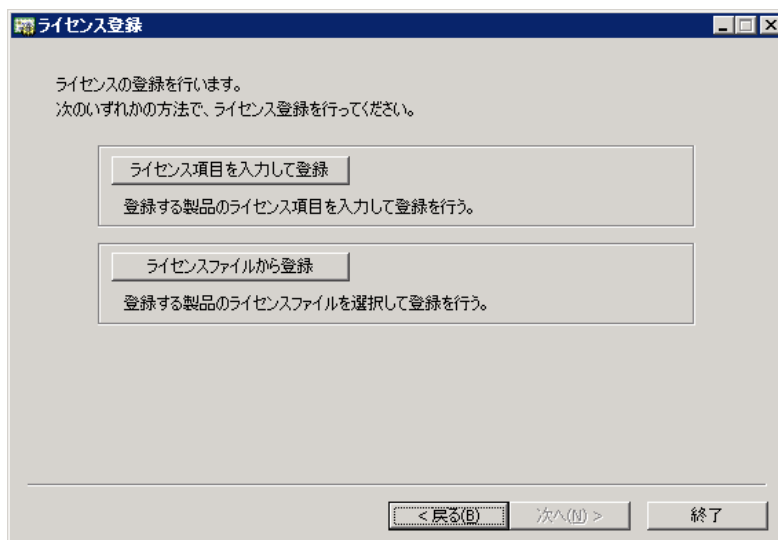 ライセンス登録
ライセンスの登録を行います。
次のいずれかの方法で、ライセンス登録を行ってください。
ライセンス項目を入力して登録
登録する製品のライセンス項目を入力して登録を行う。
ライセンスファイルから登録
登録する製品のライセンスファイルを選択して登録を行う。
< 戻る(B) 次へ(N) > 終了